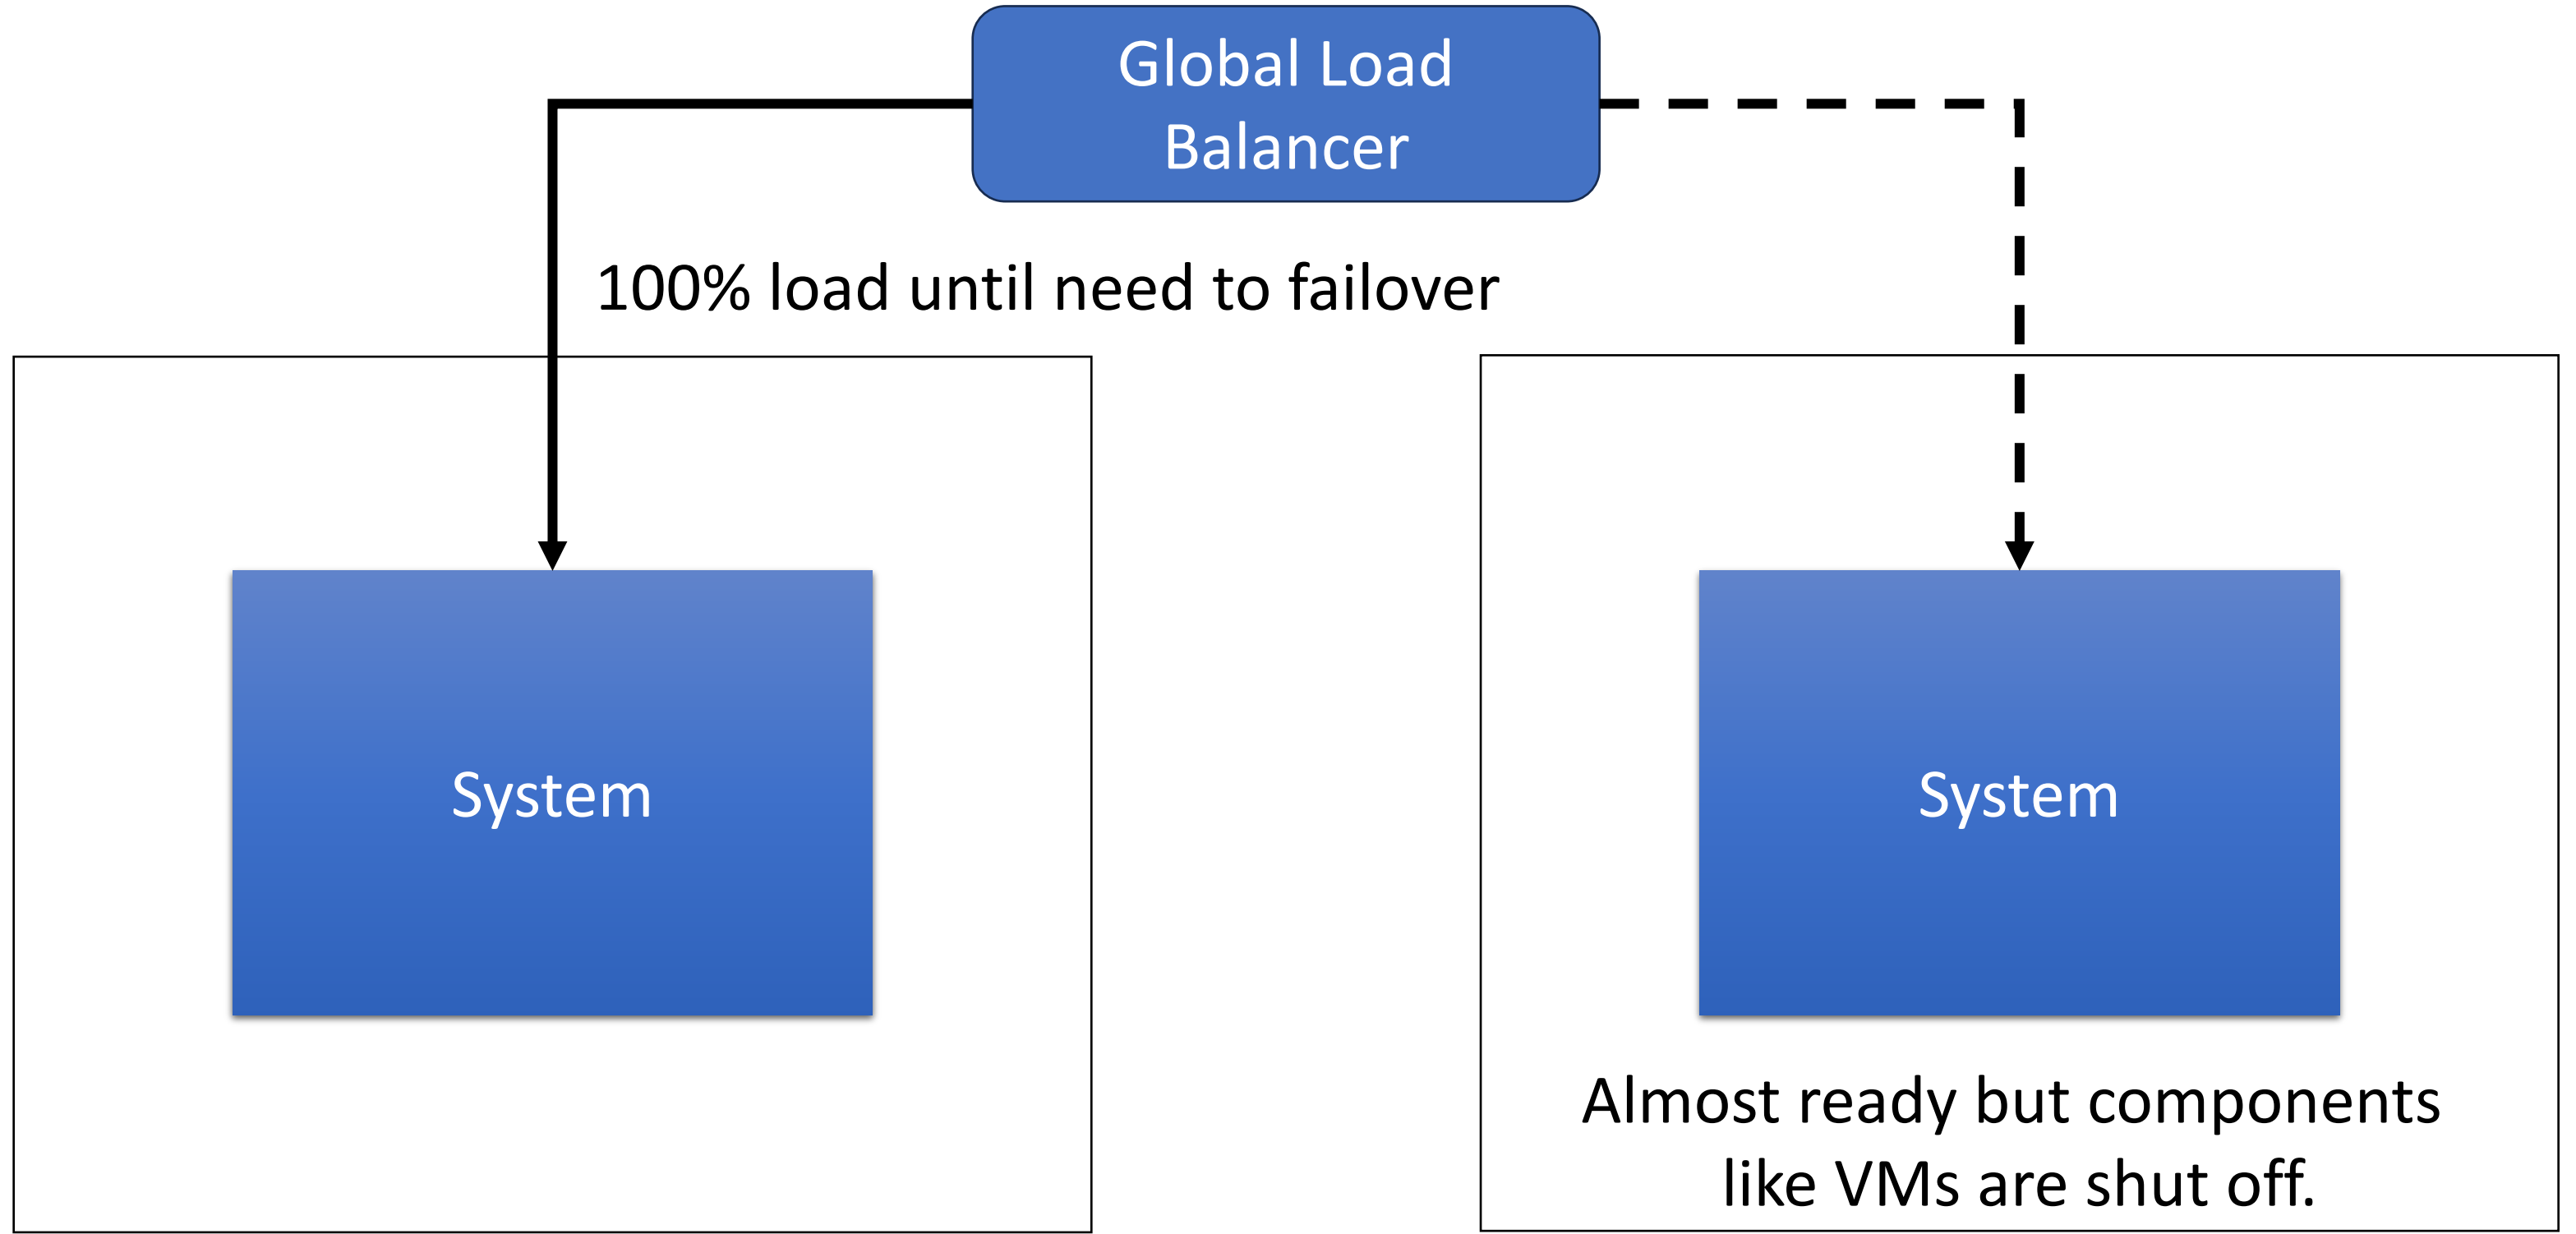 Global Load
Balancer
100% load until need to failover
System
System
Almost ready but components
like VMs are shut off.